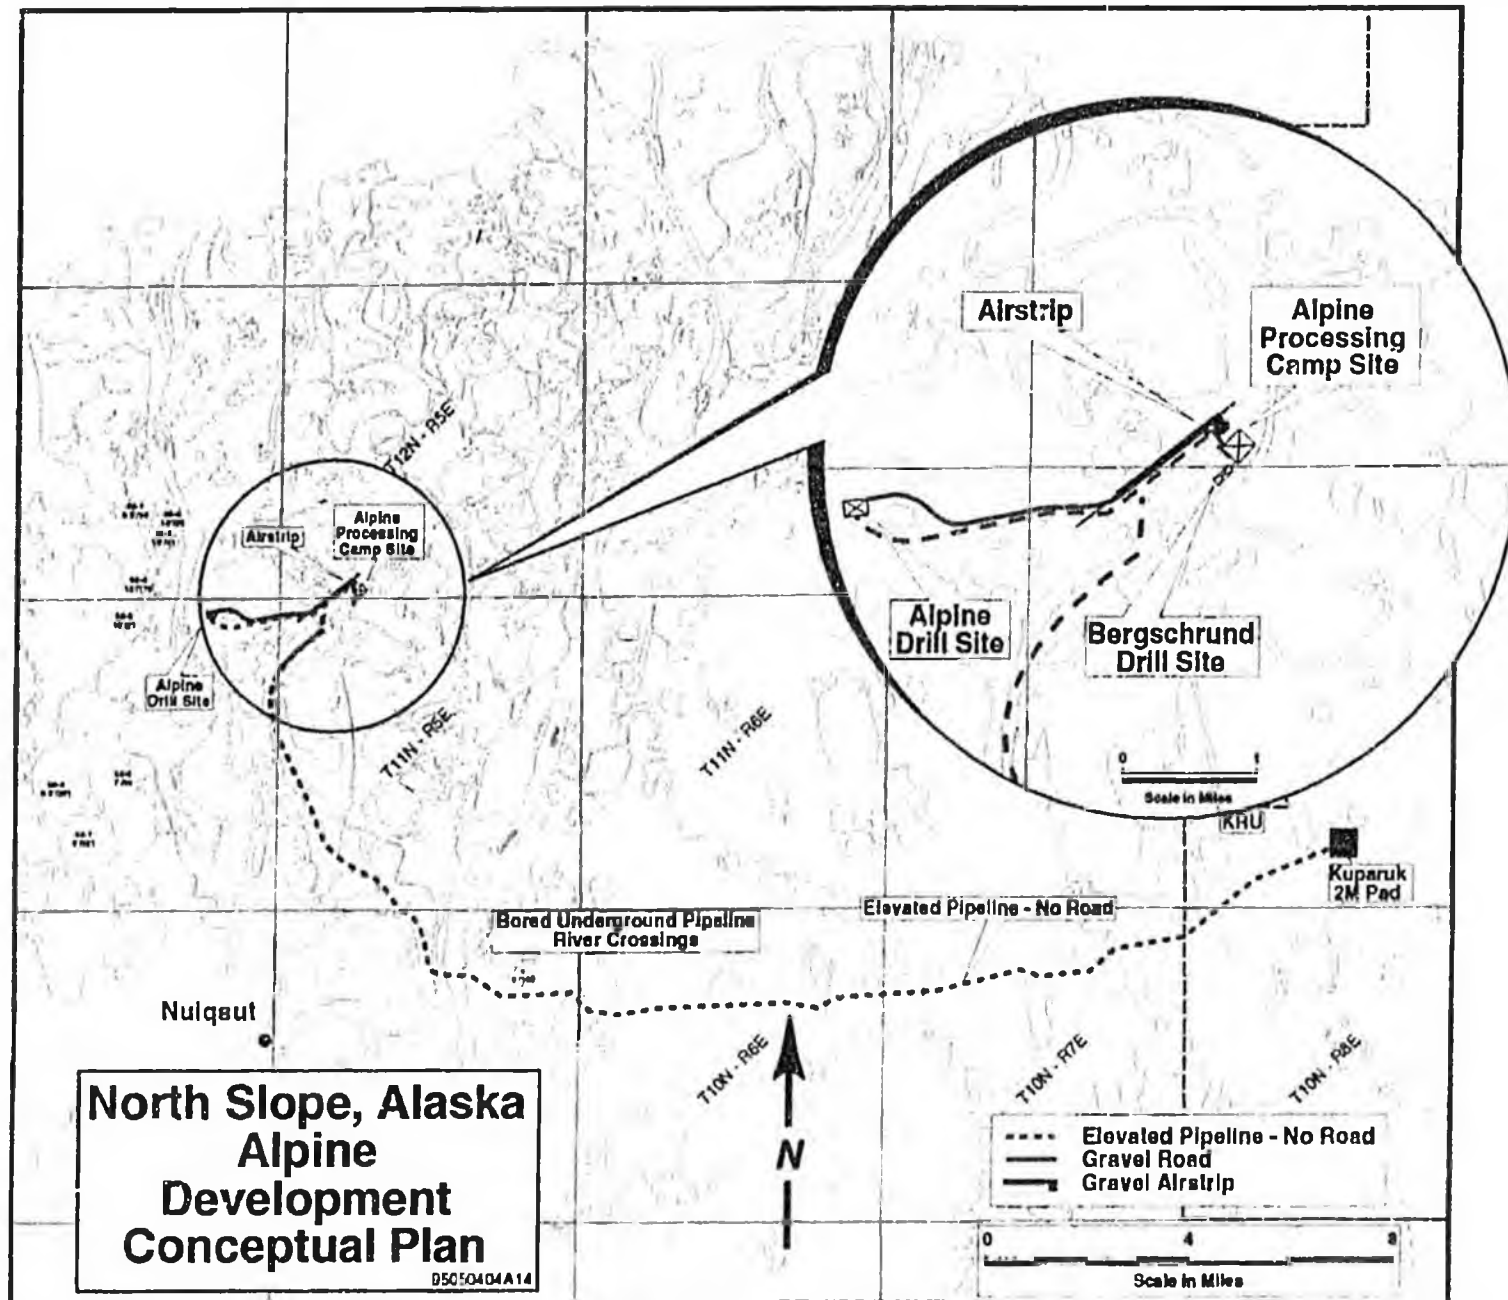 Airstrip
Alpine
Processing
Camp Site
T12N - R5E
Airstrip
Alpine
Processing
Camp Site
Alpine
Drill Site
Bergschrund
Drill Site
Alpine
Drill Site
T11N - R5E
T11N - R6E
0 1
Scale in Miles
KRU
Kuparuk
2M Pad
Bored Underground Pipeline
River Crossings
Elevated Pipeline - No Road
Nuiqsut
T10N - R6E
T10N - R7E
T10N - R8E
N
North Slope, Alaska
Alpine
Development
Conceptual Plan
95050404A14
Elevated Pipeline - No Road
Gravel Road
Gravel Airstrip
0 4 8
Scale in Miles